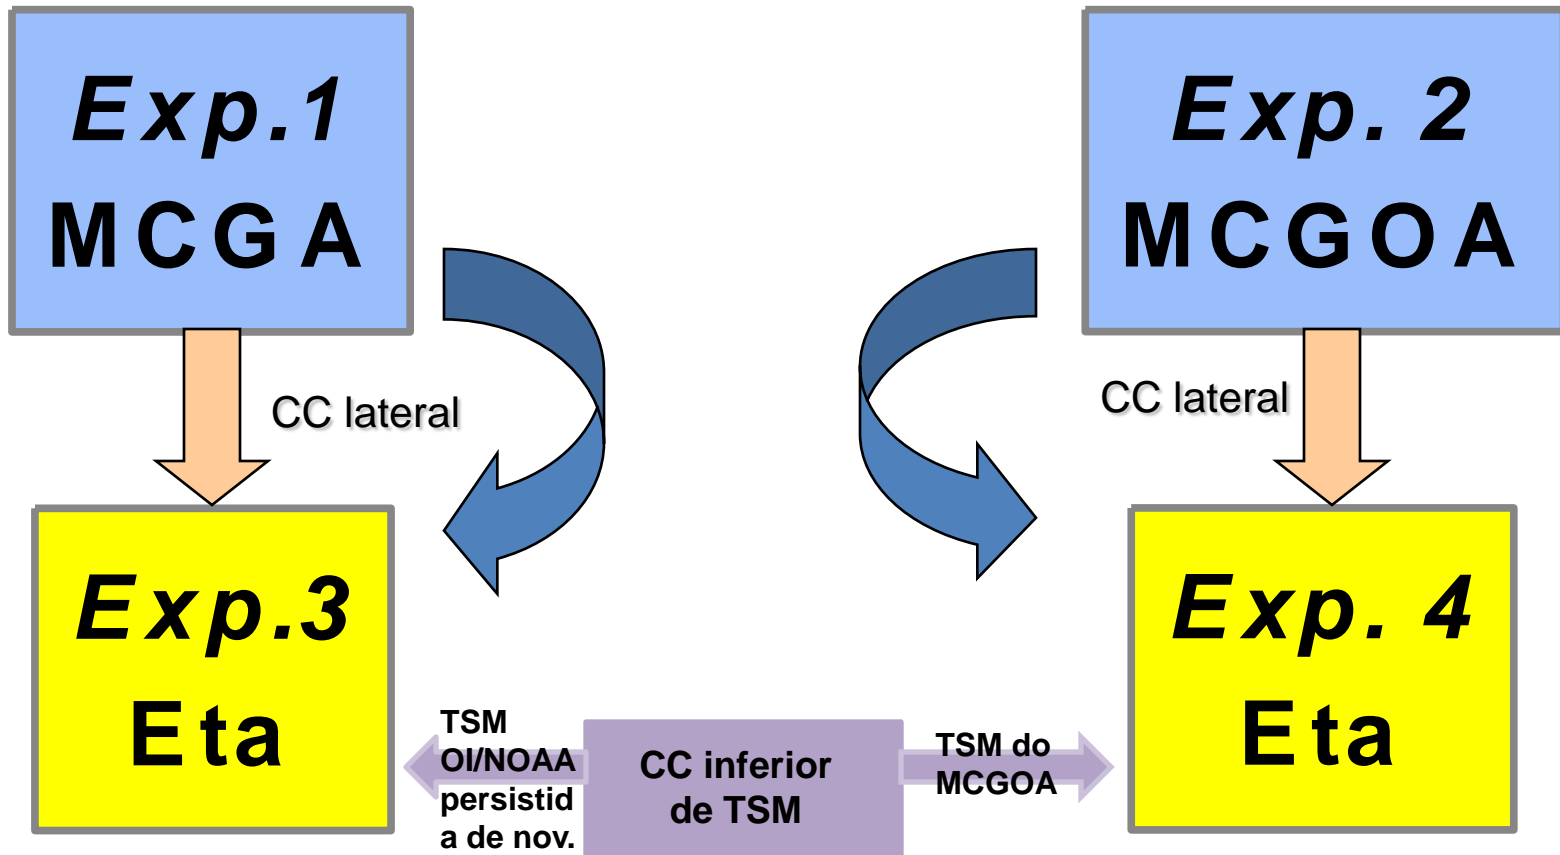 Exp.1
MCGA
Exp. 2
MCGOA
CC lateral
CC lateral
Exp.3
Eta
Exp. 4
Eta
TSM
OI/NOAA
persistid
a de nov.
CC inferior
de TSM
TSM do
MCGOA